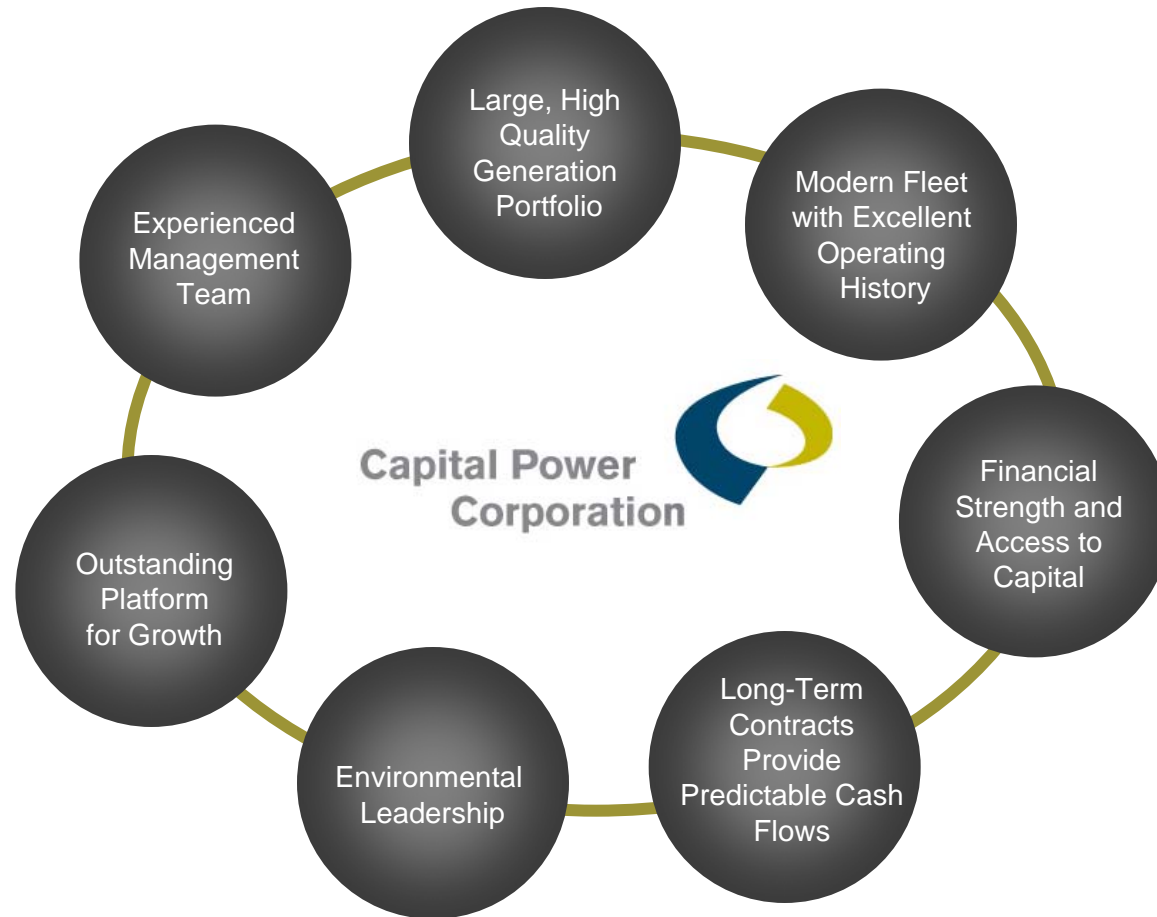 Large, High
Quality
Generation
Portfolio
Modern Fleet
with Excellent
Operating
History
Financial
Strength and
Access to
Capital
Long-Term
Contracts
Provide
Predictable Cash
Flows
Environmental
Leadership
Outstanding
Platform
for Growth
Experienced
Management
Team
Capital Power
Corporation